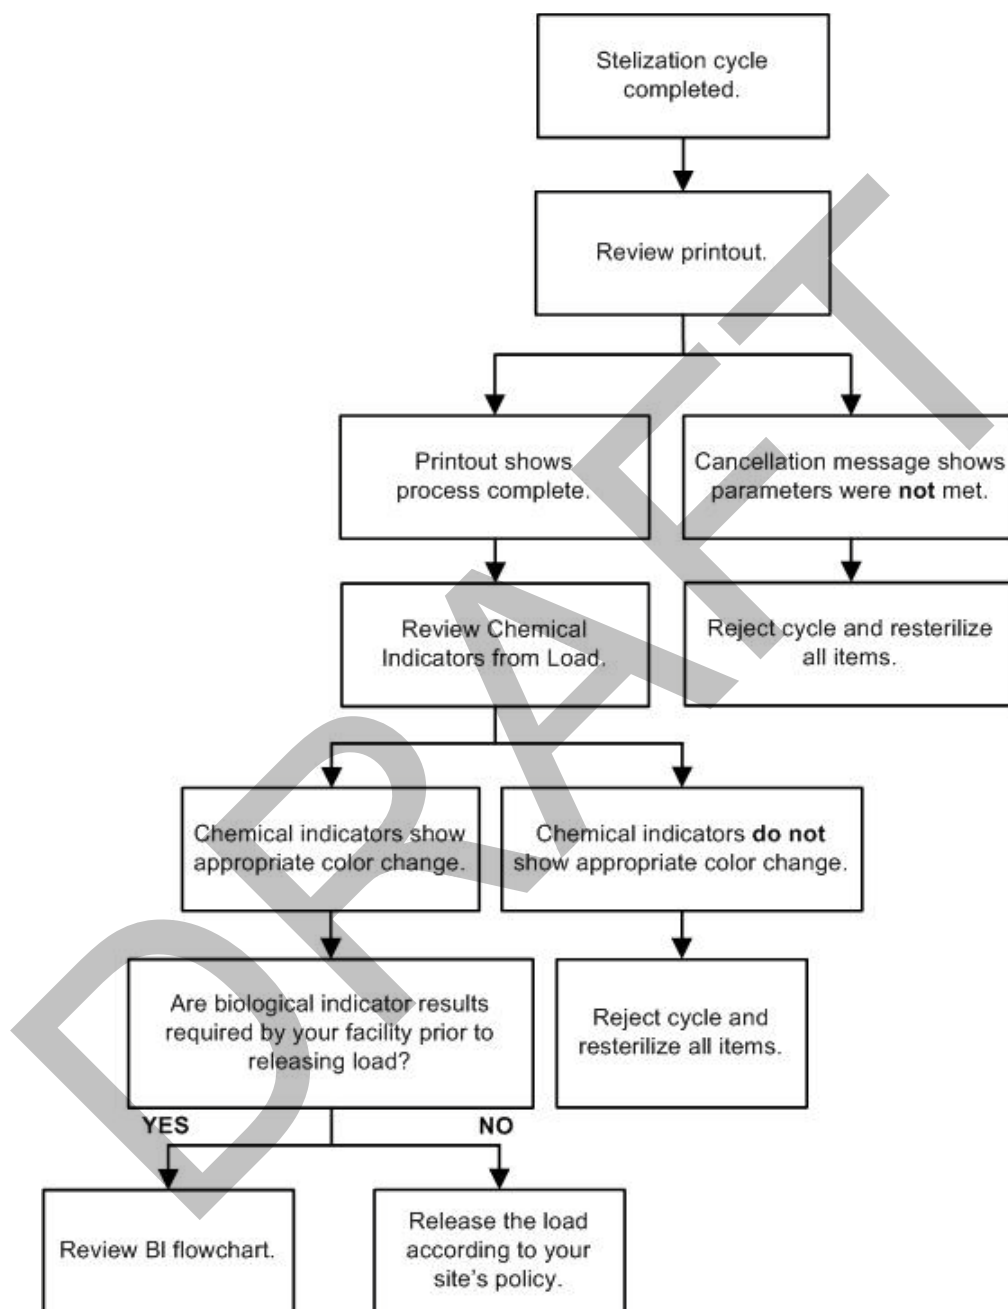 Stelization cycle
completed.
Review printout.
Printout shows
process complete.
Cancellation message shows
parameters were not met.
Review Chemical
Indicators from Load.
Reject cycle and resterilize
all items.
Chemical indicators show
appropriate color change.
Chemical indicators do not
show appropriate color change.
Are biological indicator results
required by your facility prior to
releasing load?
Reject cycle and
resterilize all items.
YES
NO
Review BI flowchart.
Release the load
according to your
site's policy.
DRAFT